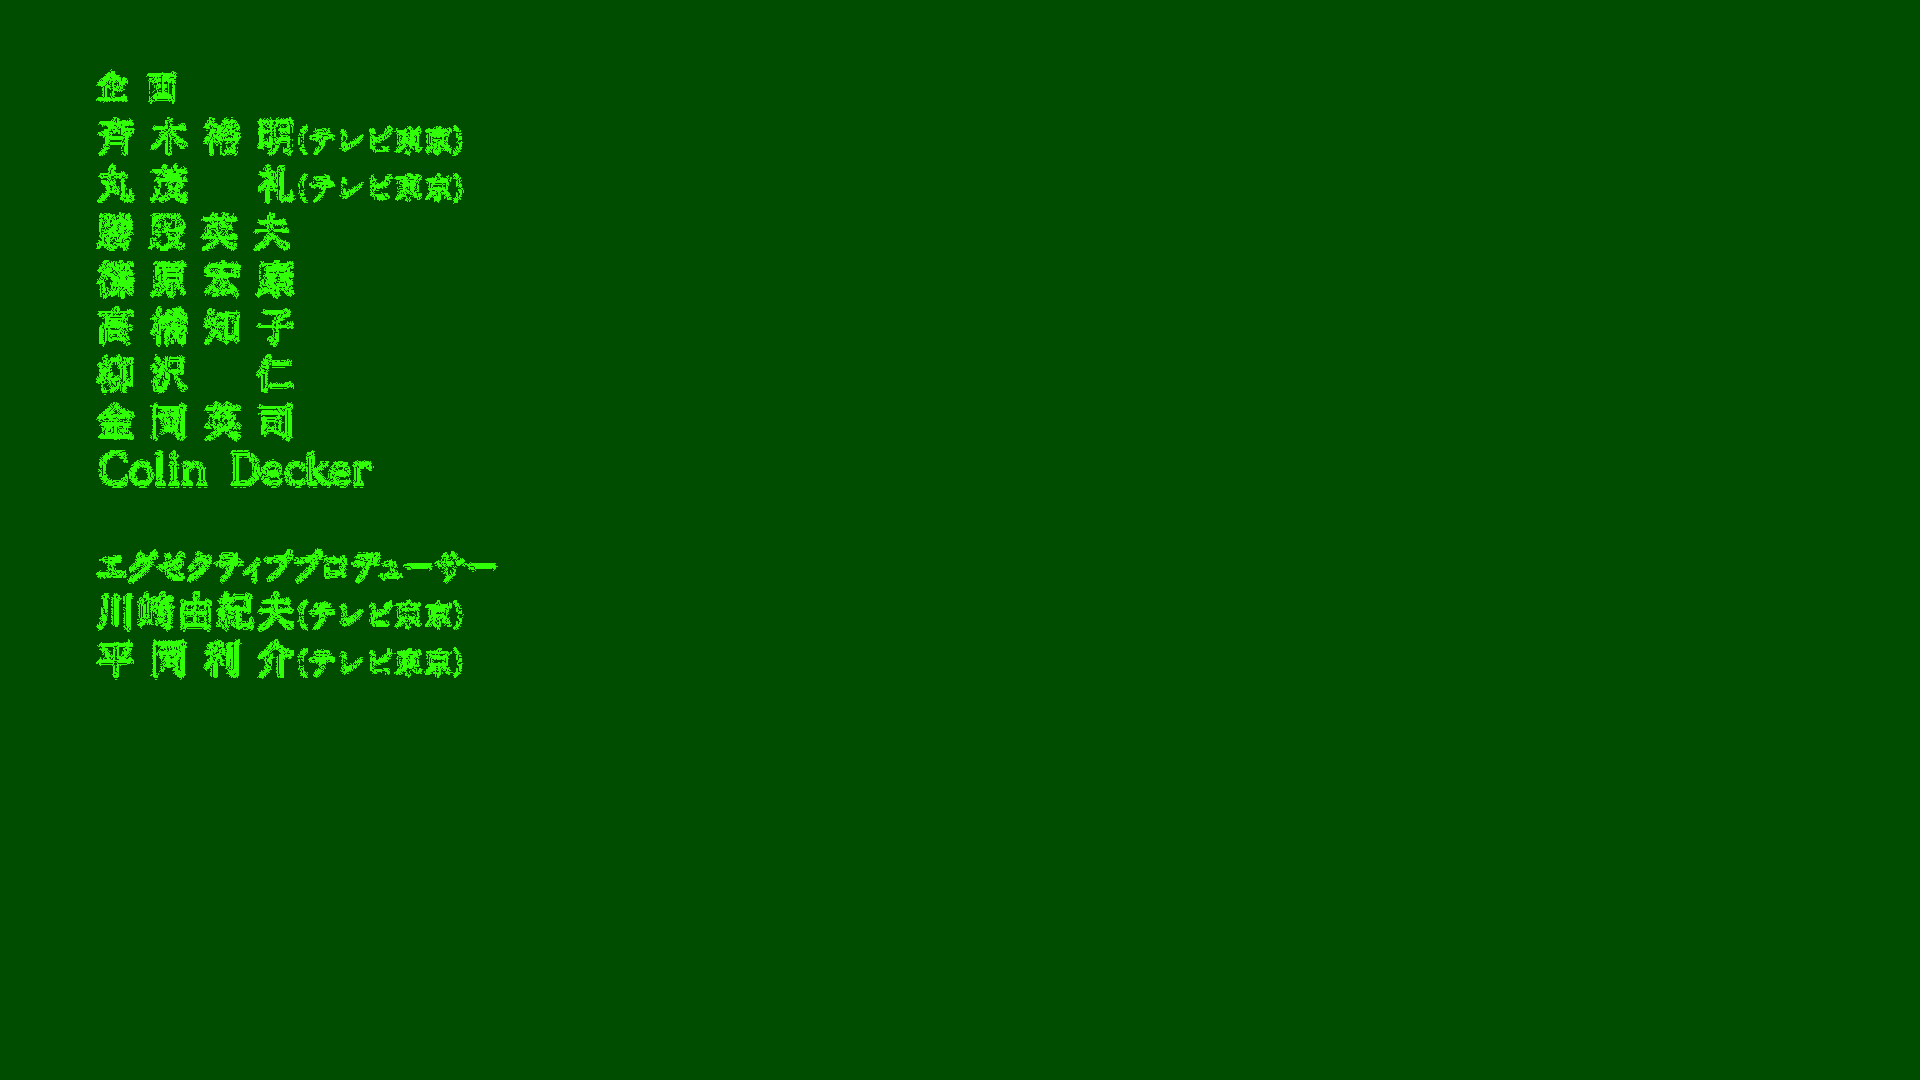 企 画
斉 木 裕 明(テレビ東京)
丸 茂 礼(テレビ東京)
勝 股 英 夫
篠 原 宏 康
高 橋 知 子
柳 沢 仁
金 岡 英 司
Colin Decker

エグゼクティブプロデューサー
川崎由紀夫(テレビ東京)
平 岡 利 介(テレビ東京)